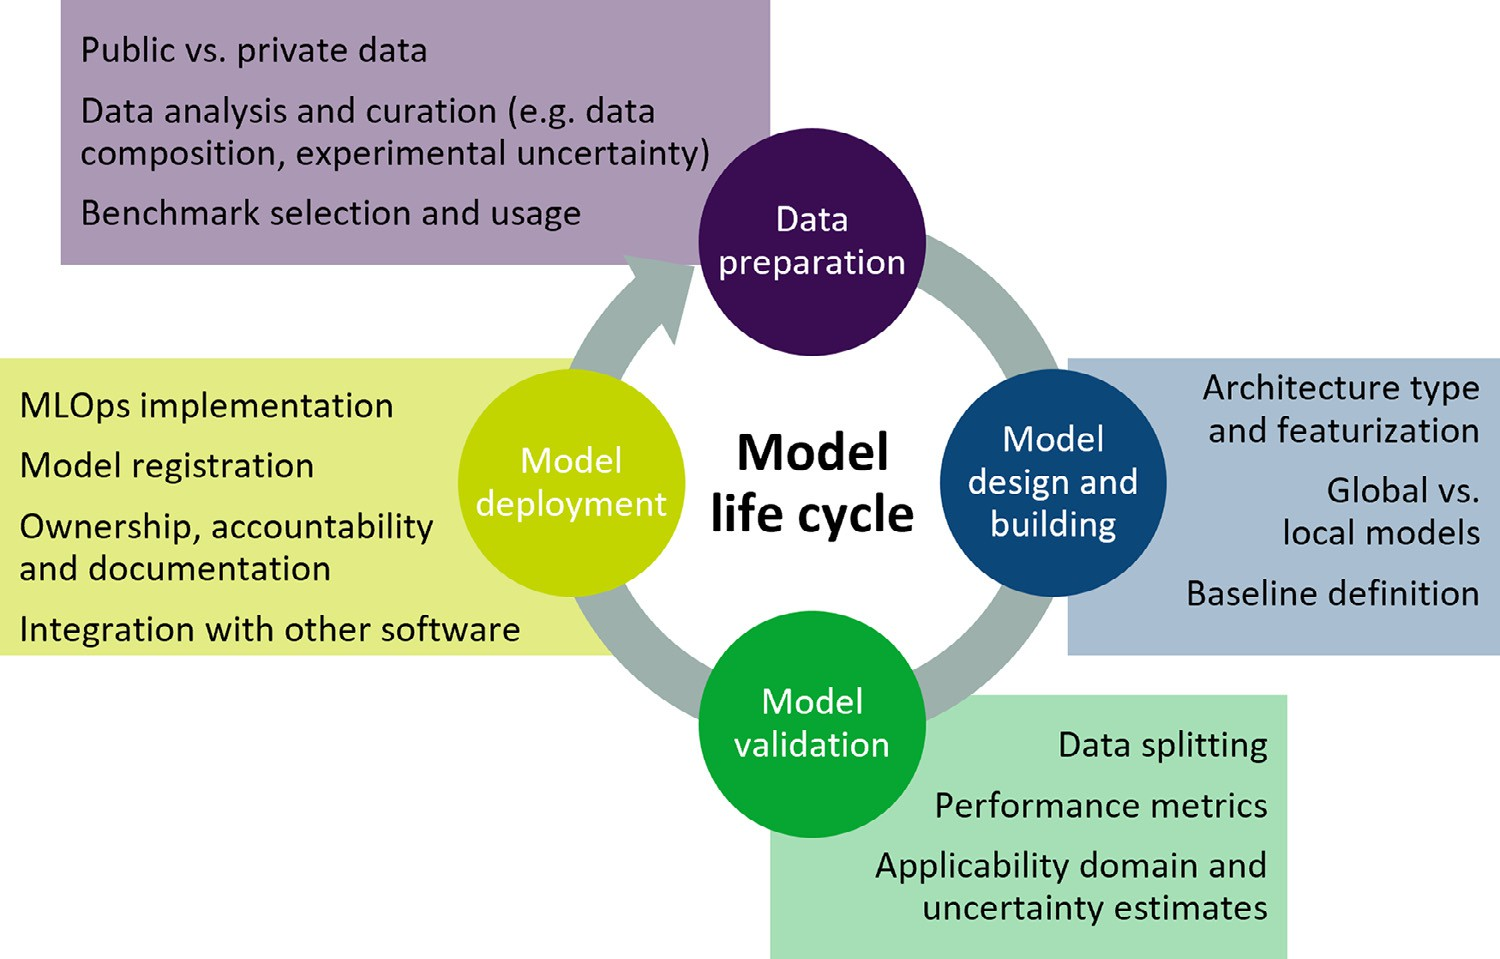 Public vs. private data
Data analysis and curation (e.g. data
composition, experimental uncertainty)
Benchmark selection and usage
Data
preparation
Architecture type
and featurization
Global vs.
local models
Baseline definition
Model
design and
building
Model
life cycle
MLOps implementation
Model registration
Ownership, accountability
and documentation
Integration with other software
Model
deployment
Model
validation
Data splitting
Performance metrics
Applicability domain and
uncertainty estimates